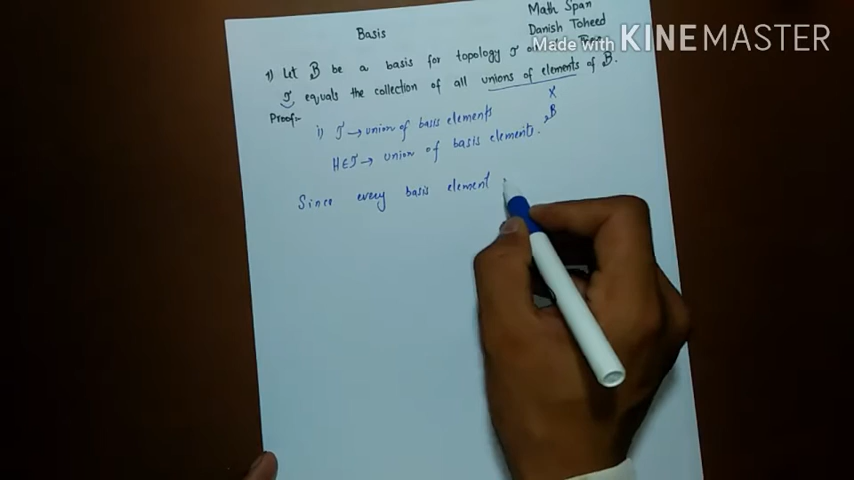 Math Span
Danish Toheed
Made with KINEMASTER
Basis
1) Let B be a basis for topology T on
T equals the collection of all unions of elements of B.
Proof:-
X
B
i) T → union of basis elements
H∈T → union of basis elements.
Since every basis element